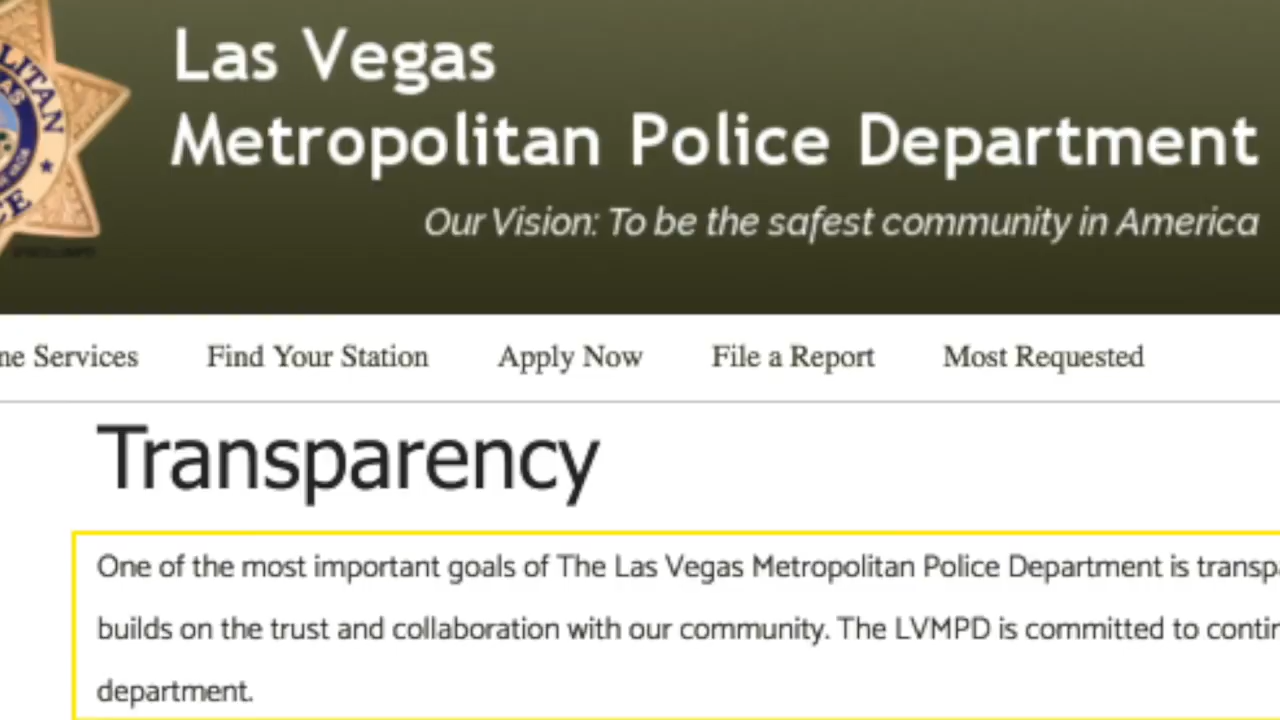 Las Vegas
Metropolitan Police Department
Our Vision: To be the safest community in America
Services Find Your Station Apply Now File a Report Most Requested
Transparency
One of the most important goals of The Las Vegas Metropolitan Police Department is
builds on the trust and collaboration with our community. The LVMPD is committed to
department.